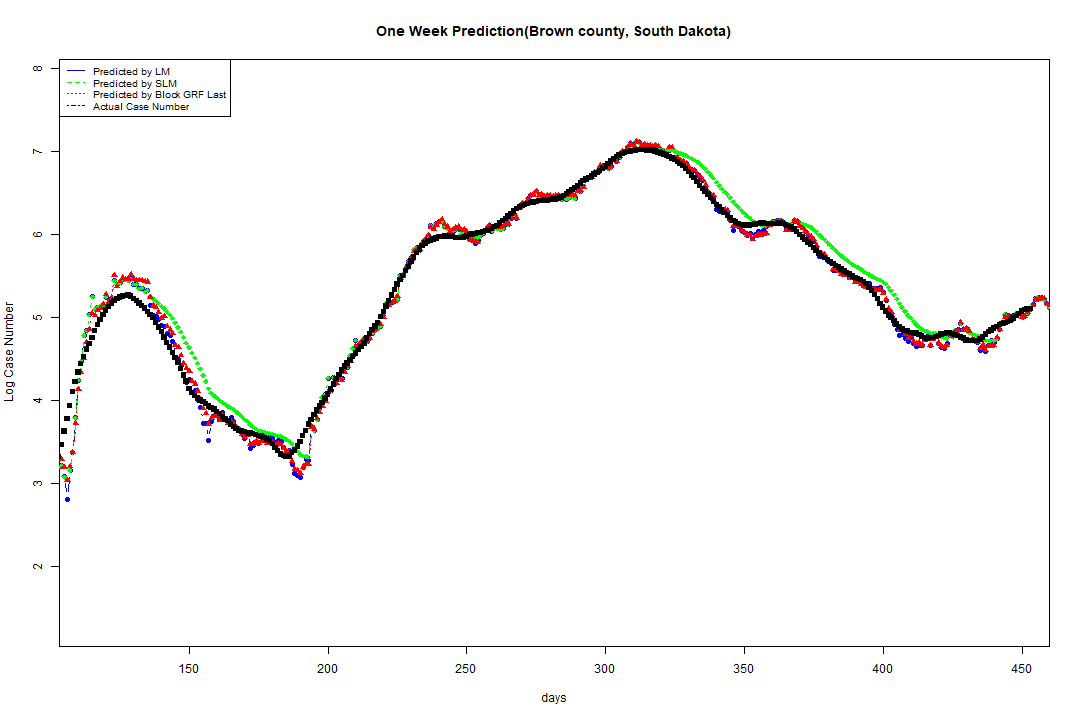 One Week Prediction(Brown county, South Dakota)
Predicted by LM
Predicted by SLM
Predicted by Block GRF Last
Actual Case Number
8
7
6
5
4
3
2
Log Case Number
150 200 250 300 350 400 450
days